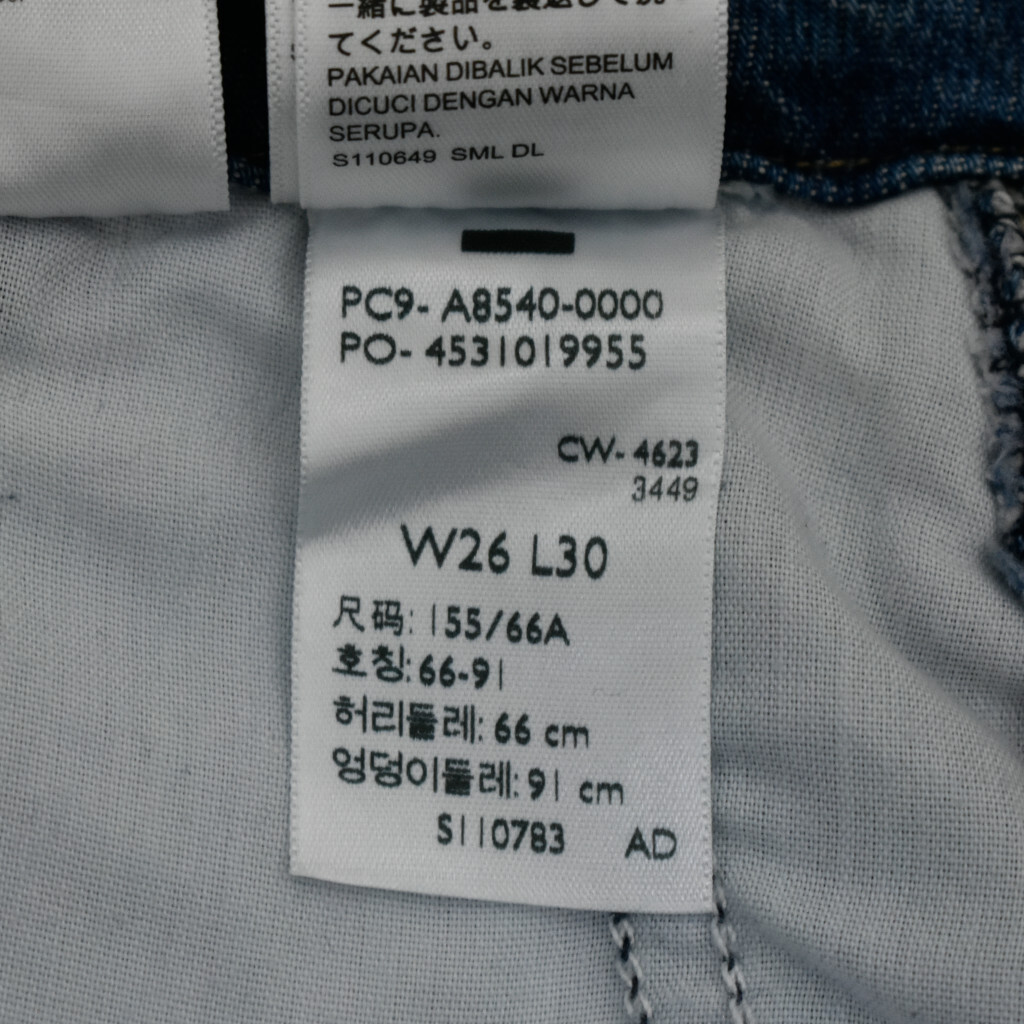 てください。
PAKAIAN DIBALIK SEBELUM
DICUCI DENGAN WARNA
SERUPA.
S110649 SML DL
PC9- A8540-0000
PO- 4531019955
CW- 4623
3449
W26 L30
尺码: 155/66A
호칭: 66-91
허리둘레: 66 cm
엉덩이둘레: 91 cm
S110783 AD